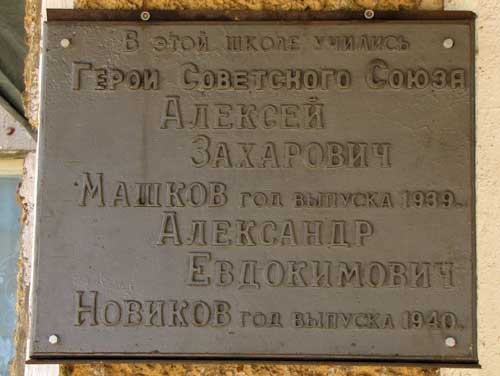 В этой школе учились
Герои Советского Союза
Алексей
Захарович
Машков год выпуска 1939.
Александр
Евдокимович
Новиков год выпуска 1940.